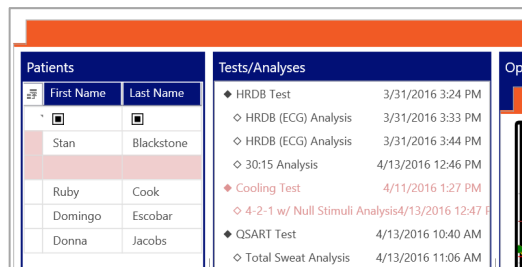 Patients
First Name Last Name
Stan Blackstone
Ruby Cook
Domingo Escobar
Donna Jacobs
Tests/Analyses
◆ HRDB Test 3/31/2016 3:24 PM
◇ HRDB (ECG) Analysis 3/31/2016 3:33 PM
◇ HRDB (ECG) Analysis 3/31/2016 3:44 PM
◇ 30:15 Analysis 4/13/2016 12:46 PM
◆ Cooling Test 4/11/2016 1:27 PM
◇ 4-2-1 w/ Null Stimuli Analysis4/13/2016 12:47 P
◆ QSART Test 4/13/2016 10:40 AM
◇ Total Sweat Analysis 4/13/2016 11:06 AM
Op